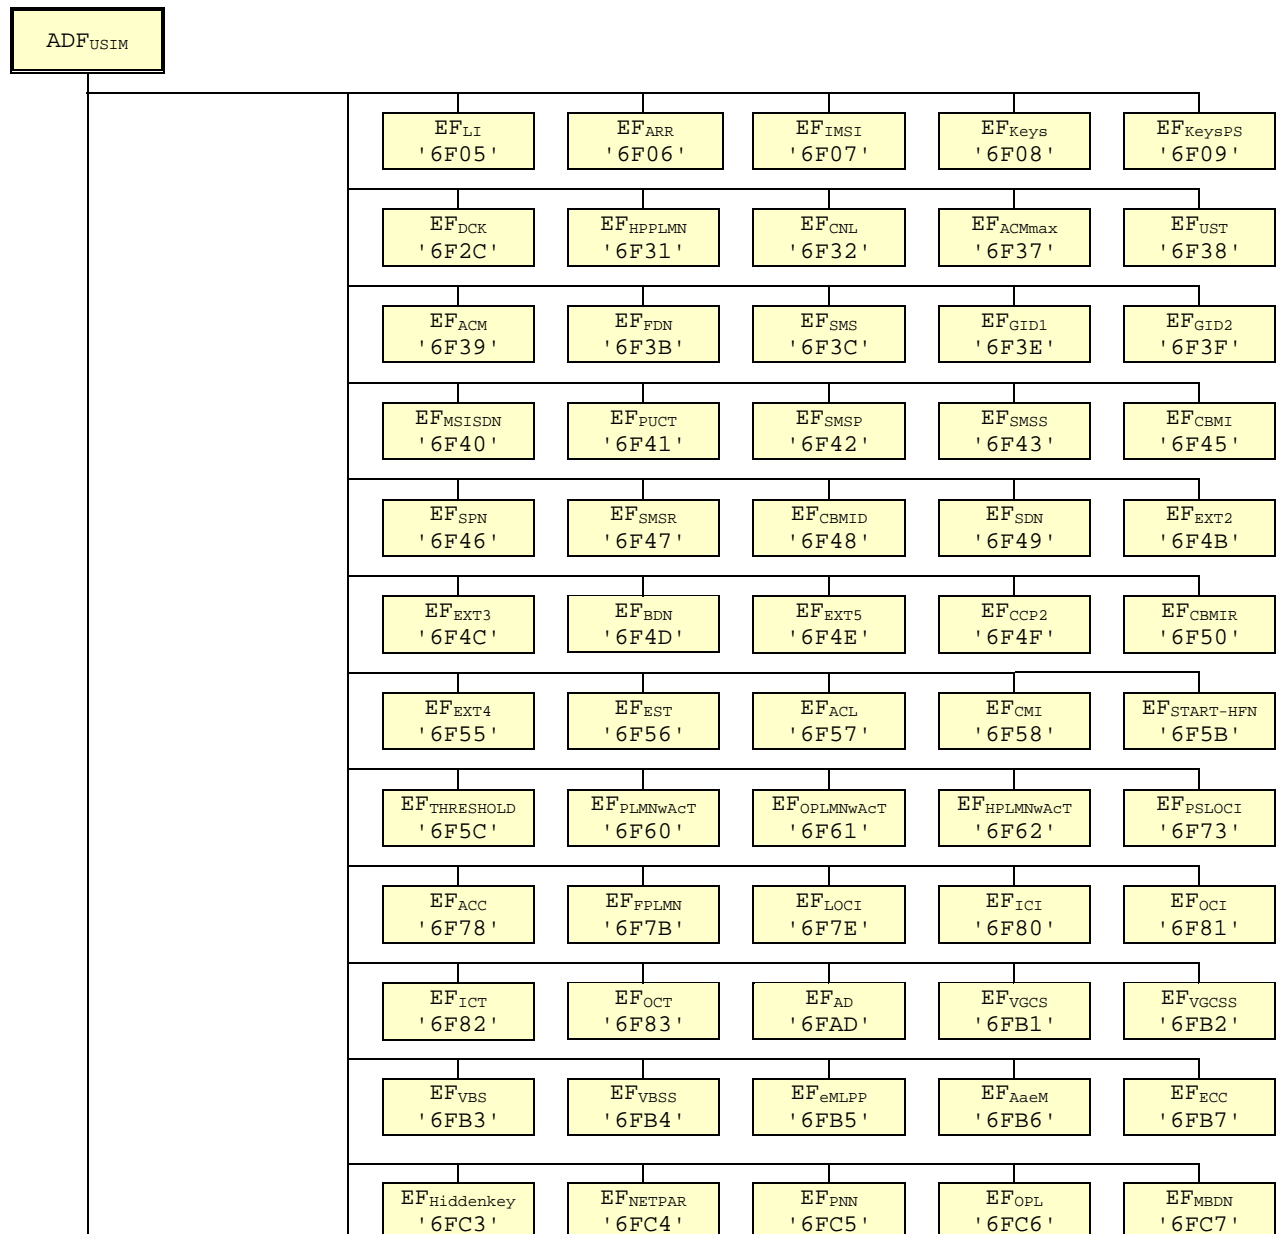 ADFUSIM
EFLI EFARR EFIMSI EFKeys EFKeysPS
'6F05' '6F06' '6F07' '6F08' '6F09'
EFDCK EFHPPLMN EFCNL EFACMmax EFUST
'6F2C' '6F31' '6F32' '6F37' '6F38'
EFACM EFFDN EFSMS EFGID1 EFGID2
'6F39' '6F3B' '6F3C' '6F3E' '6F3F'
EFMSISDN EFPUCT EFSMSP EFSMSS EFCBMI
'6F40' '6F41' '6F42' '6F43' '6F45'
EFSPN EFSMSR EFCBMID EFSDN EFEXT2
'6F46' '6F47' '6F48' '6F49' '6F4B'
EFEXT3 EFBDN EFEXT5 EFCCP2 EFCBMIR
'6F4C' '6F4D' '6F4E' '6F4F' '6F50'
EFEXT4 EFEST EFACL EFCMI EFSTART-HFN
'6F55' '6F56' '6F57' '6F58' '6F5B'
EFTHRESHOLD EFPLMNwAcT EFOPLMNwAcT EFHPLMNwAcT EFPSLOCI
'6F5C' '6F60' '6F61' '6F62' '6F73'
EFACC EFFPLMN EFLOCI EFICI EFOCI
'6F78' '6F7B' '6F7E' '6F80' '6F81'
EFICT EFOCT EFAD EFVGCS EFVGCSS
'6F82' '6F83' '6FAD' '6FB1' '6FB2'
EFVBS EFVBSS EFeMLPP EFAaeM EFECC
'6FB3' '6FB4' '6FB5' '6FB6' '6FB7'
EFHiddenkey EFNETPAR EFPNN EFOPL EFMBDN
'6FC3' '6FC4' '6FC5' '6FC6' '6FC7'